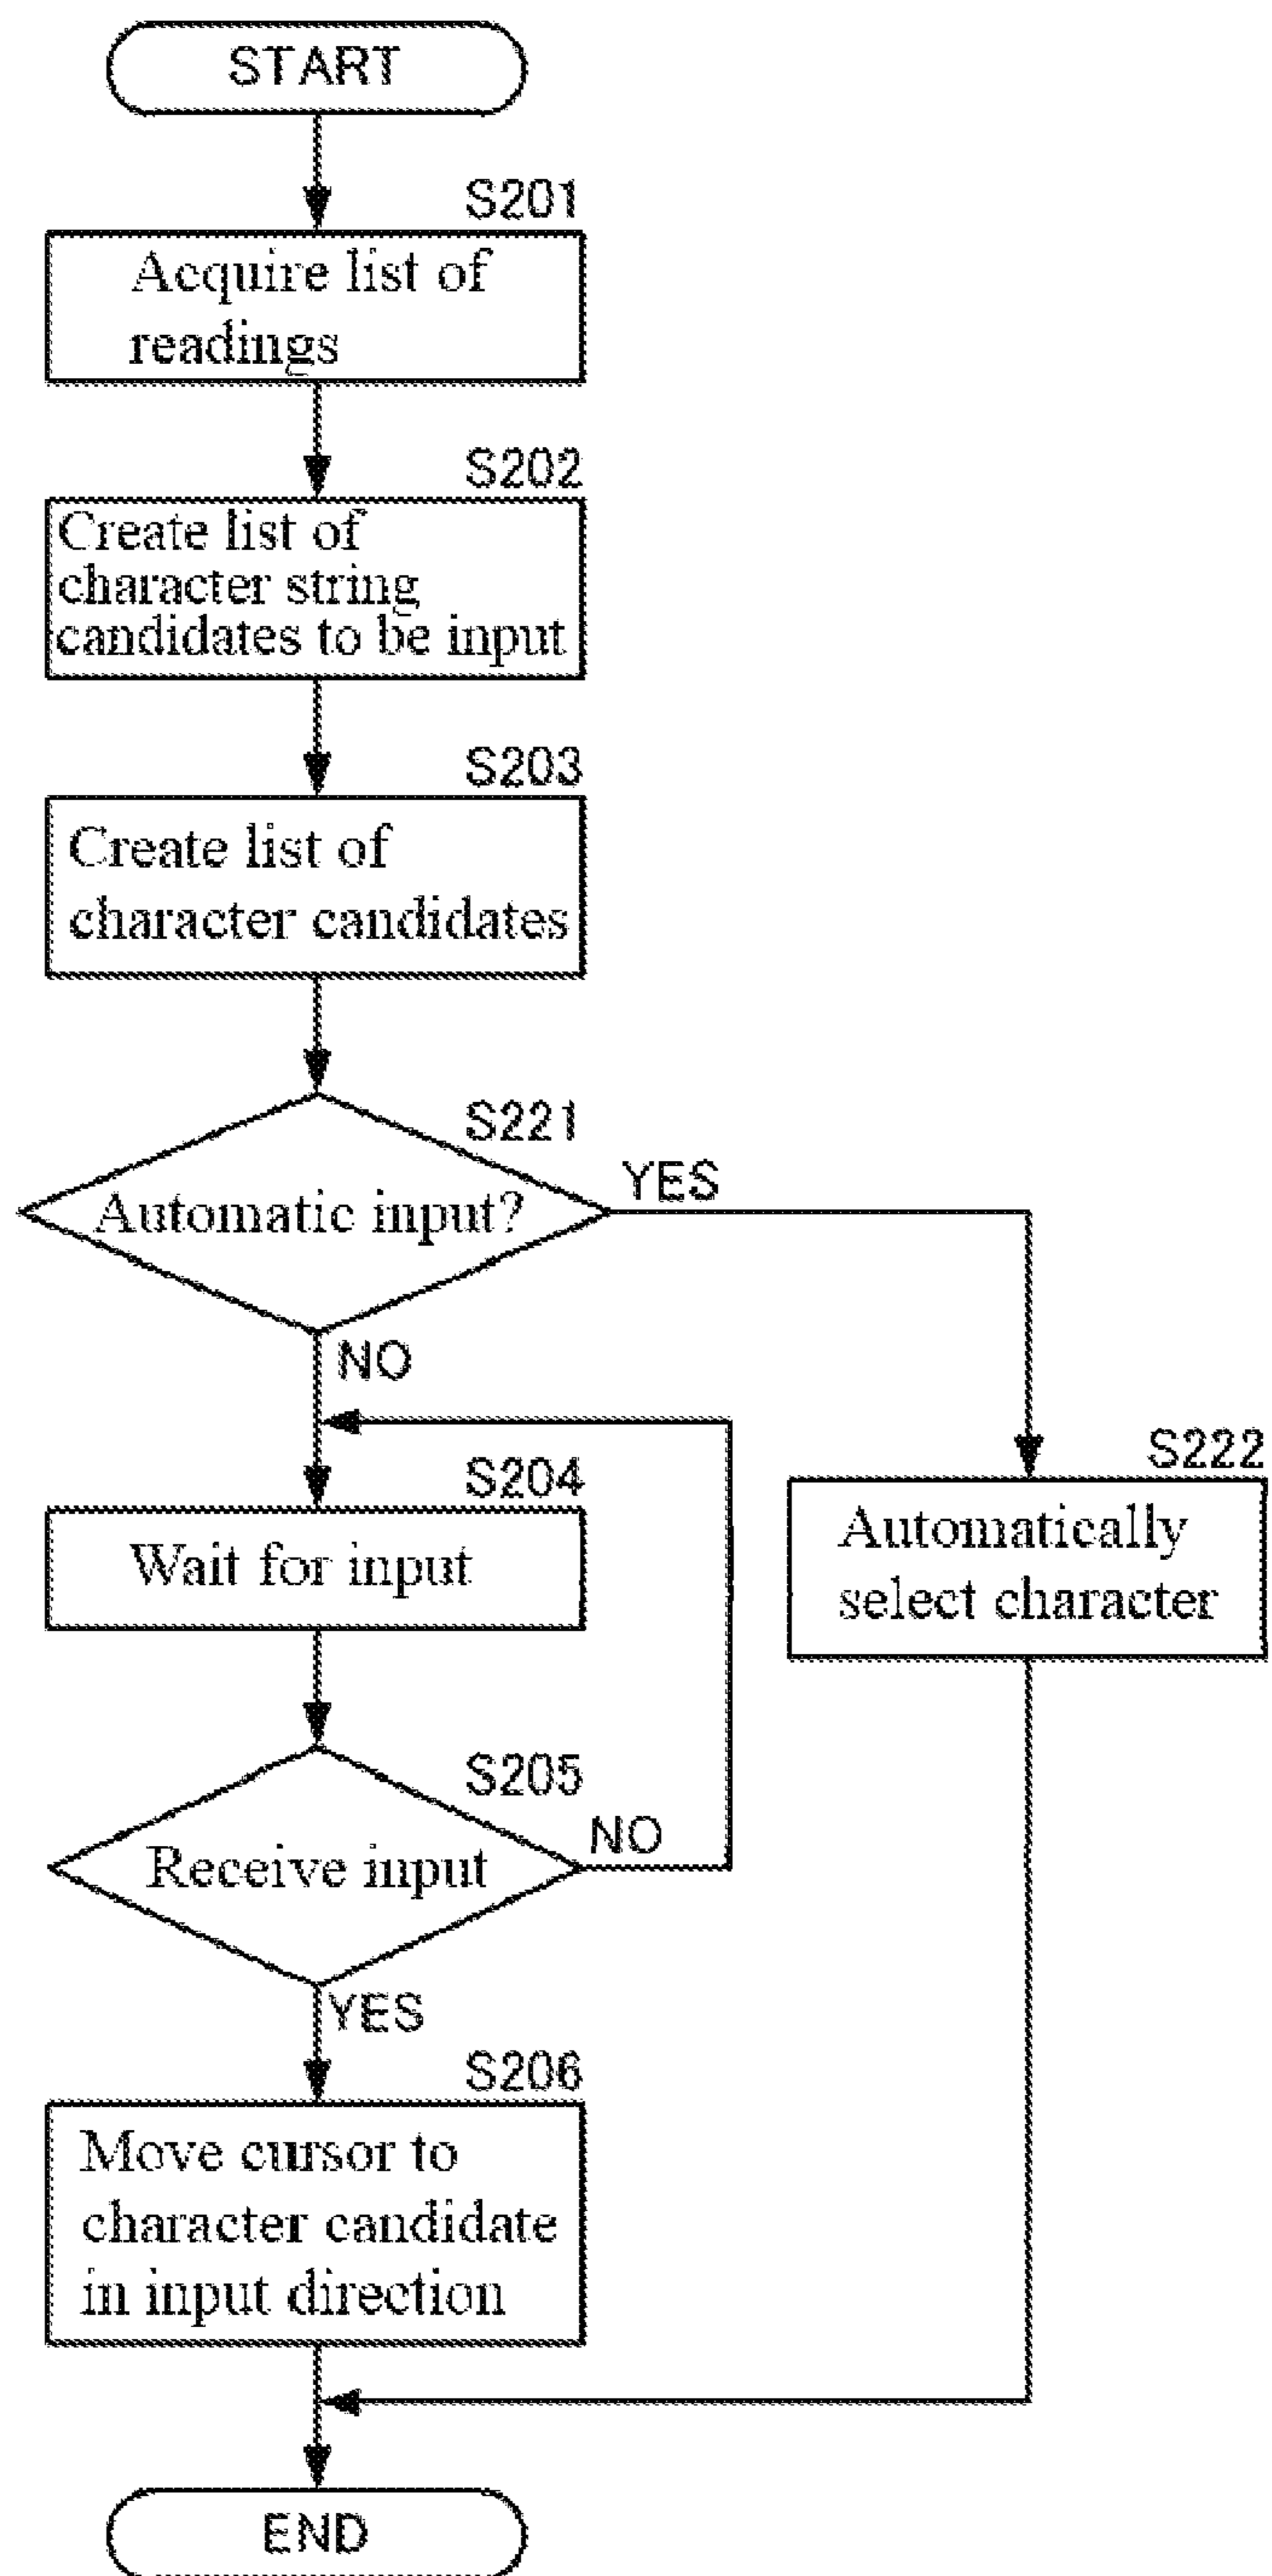 START
S201
Acquire list of
readings
S202
Create list of
character string
candidates to be input
S203
Create list of
character candidates
S221
Automatic input?
YES
NO
S204
Wait for input
S222
Automatically
select character
S205
Receive input
NO
YES
S206
Move cursor to
character candidate
in input direction
END